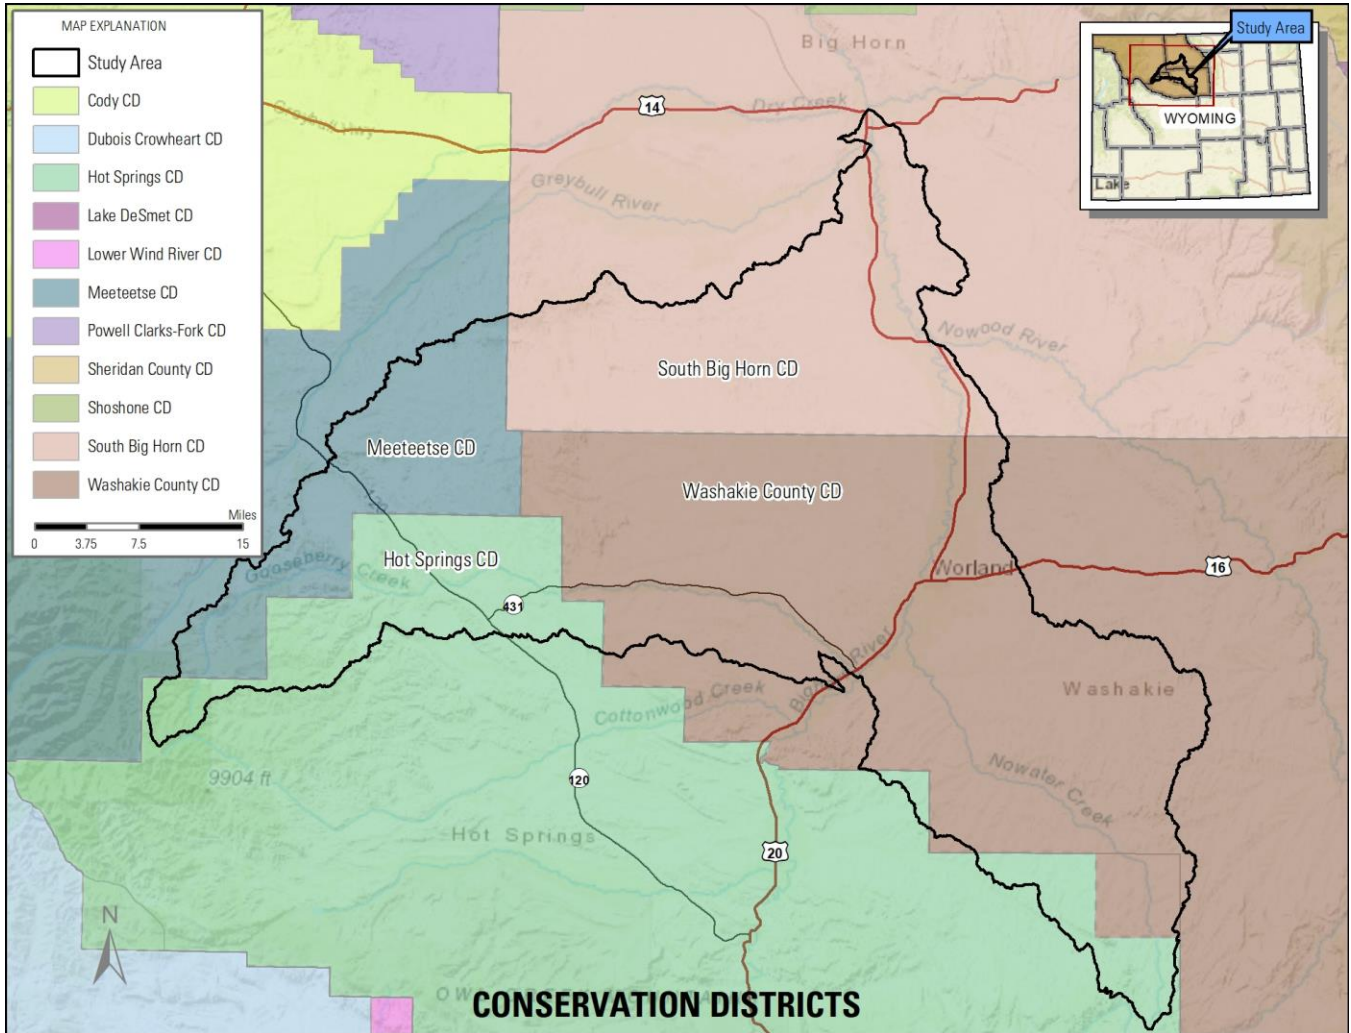 MAP EXPLANATION
Study Area
Cody CD
Dubois Crowheart CD
Hot Springs CD
Lake DeSmet CD
Lower Wind River CD
Meeteetse CD
Powell Clarks-Fork CD
Sheridan County CD
Shoshone CD
South Big Horn CD
Washakie County CD
Miles
0 3.75 7.5 15
Study Area
WYOMING
Lake
Big Horn
14
Dry Creek
Greybull River
Nowood River
South Big Horn CD
Meeteetse CD
Washakie County CD
Hot Springs CD
Gooseberry Creek
431
Worland
16
River
Washakie
Cottonwood Creek
9904 ft
120
Nowater Creek
Hot Springs
20
N
CONSERVATION DISTRICTS